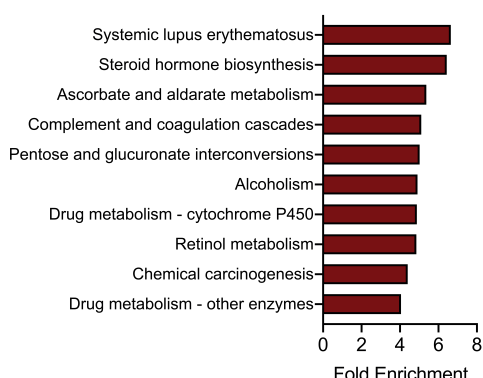 Systemic lupus erythematosus
Steroid hormone biosynthesis
Ascorbate and aldarate metabolism
Complement and coagulation cascades
Pentose and glucuronate interconversions
Alcoholism
Drug metabolism - cytochrome P450
Retinol metabolism
Chemical carcinogenesis
Drug metabolism - other enzymes
0 2 4 6 8
Fold Enrichment